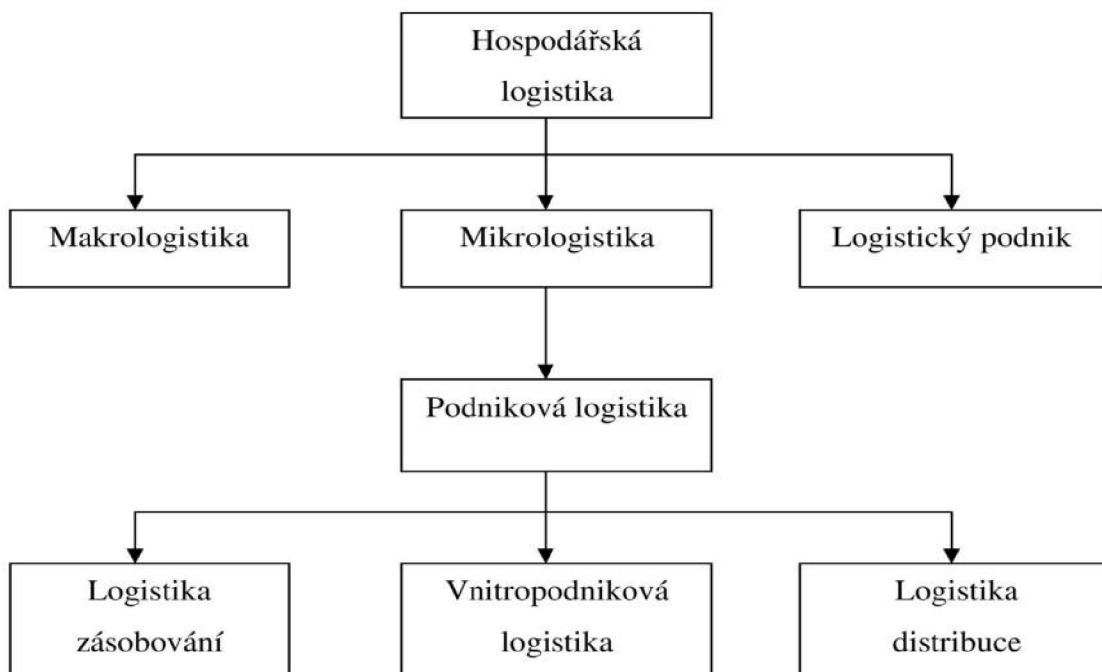 Hospodářská
logistika
Makrologistika
Mikrologistika
Logistický podnik
Podniková logistika
Logistika
zásobování
Vnitropodniková
logistika
Logistika
distribuce